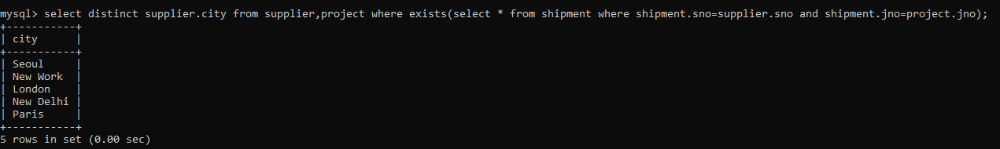 mysql> select distinct supplier.city from supplier,project where exists(select * from shipment where shipment.sno=supplier.sno and shipment.jno=project.jno);
+-----------+
| city      |
+-----------+
| Seoul     |
| New Work  |
| London    |
| New Delhi |
| Paris     |
+-----------+
5 rows in set (0.00 sec)